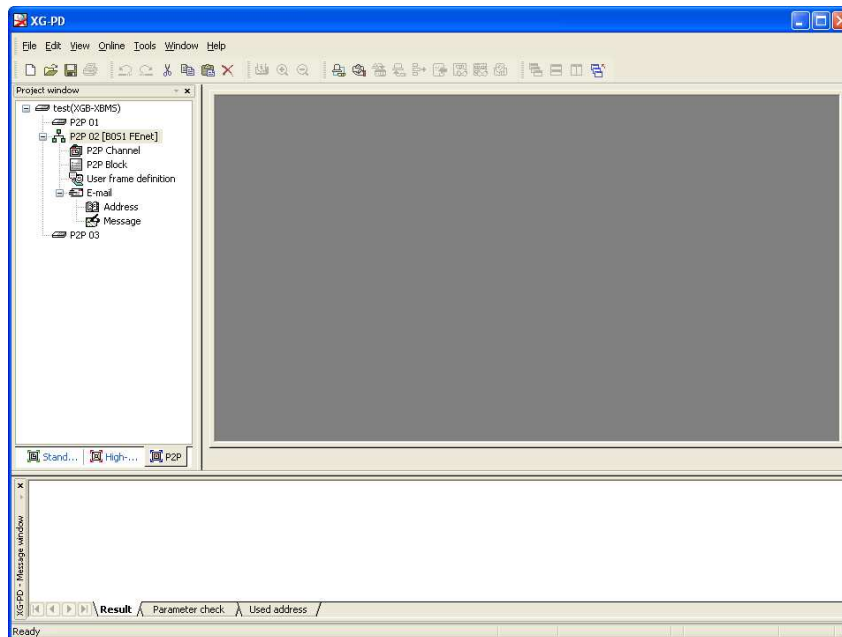 XG-PD
File Edit View Online Tools Window Help
Project window
test(XGB-XBMS)
P2P 01
P2P 02 [B0S1 FEnet]
P2P Channel
P2P Block
User frame definition
E-mail
Address
Message
P2P 03
Stand... High-... P2P
XG-PD - Message window
Result Parameter check Used address
Ready